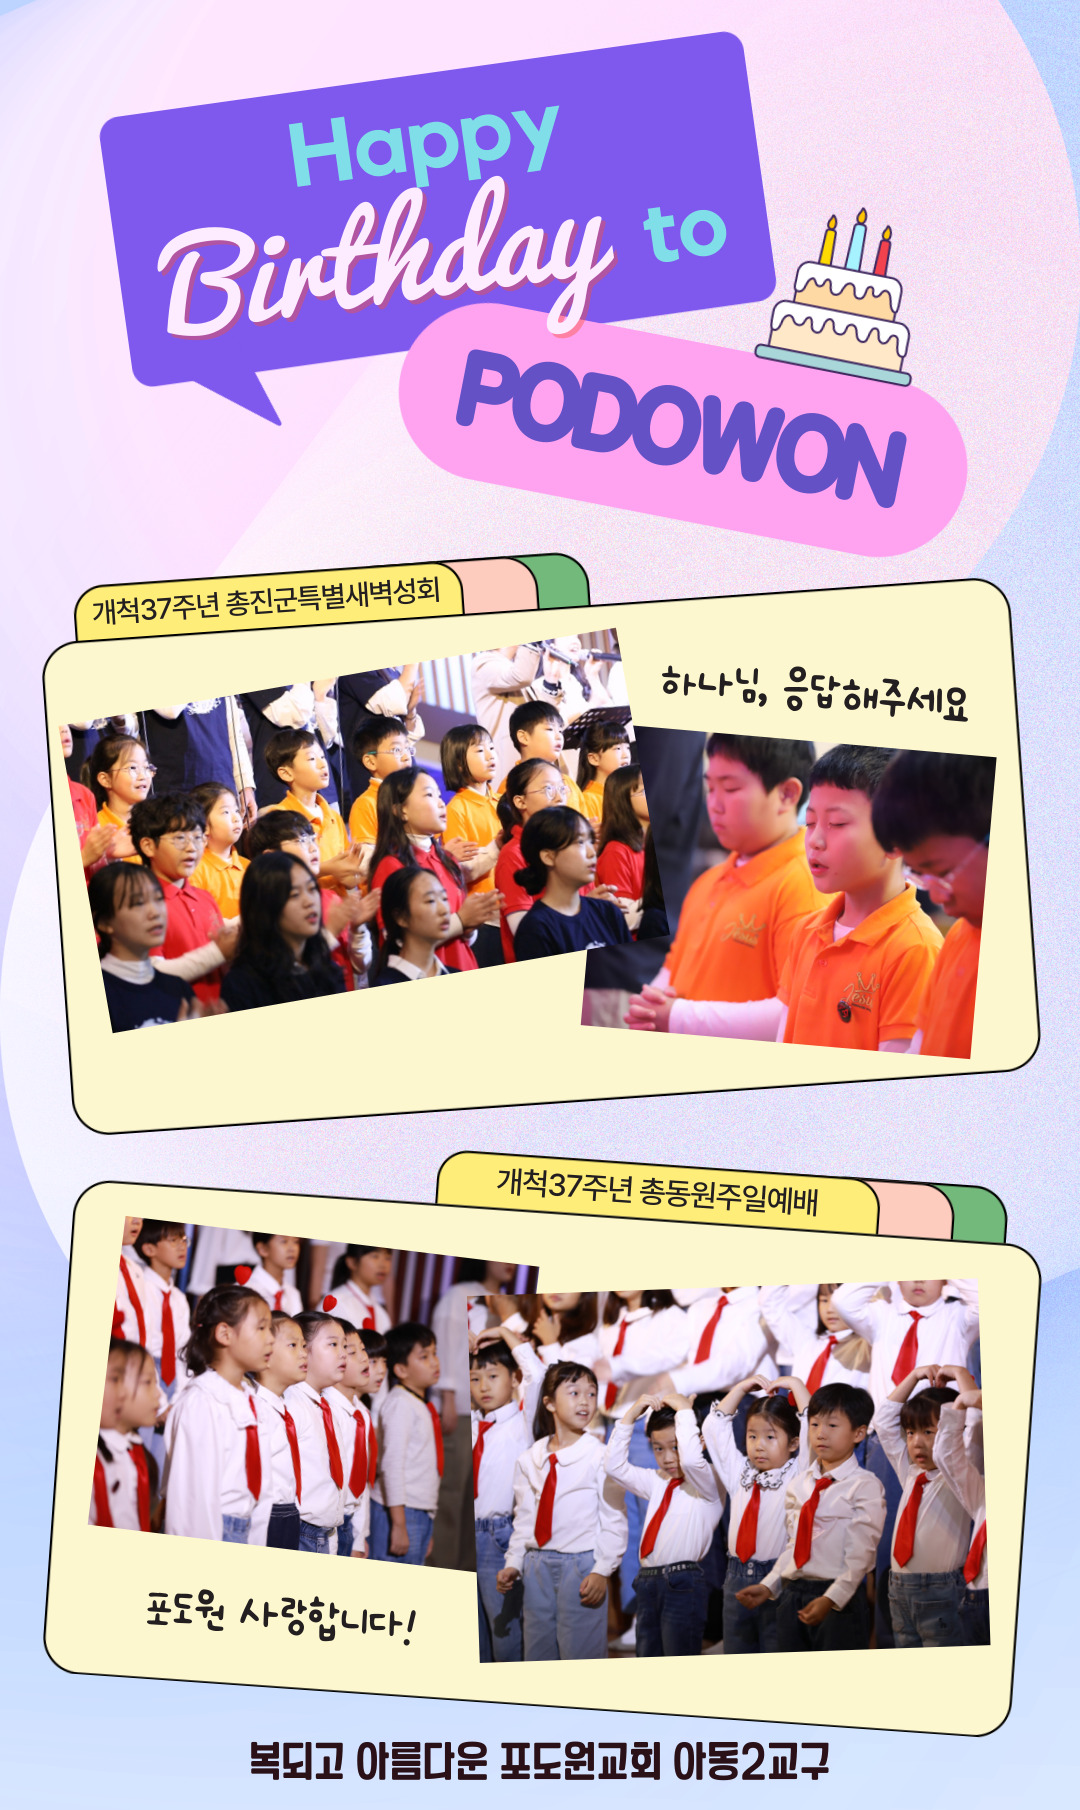 Happy
Birthday to
PODOWON
개척37주년 총진군특별새벽성회
하나님, 응답해주세요
개척37주년 총동원주일예배
포도원 사랑합니다!
복되고 아름다운 포도원교회 아동2교구